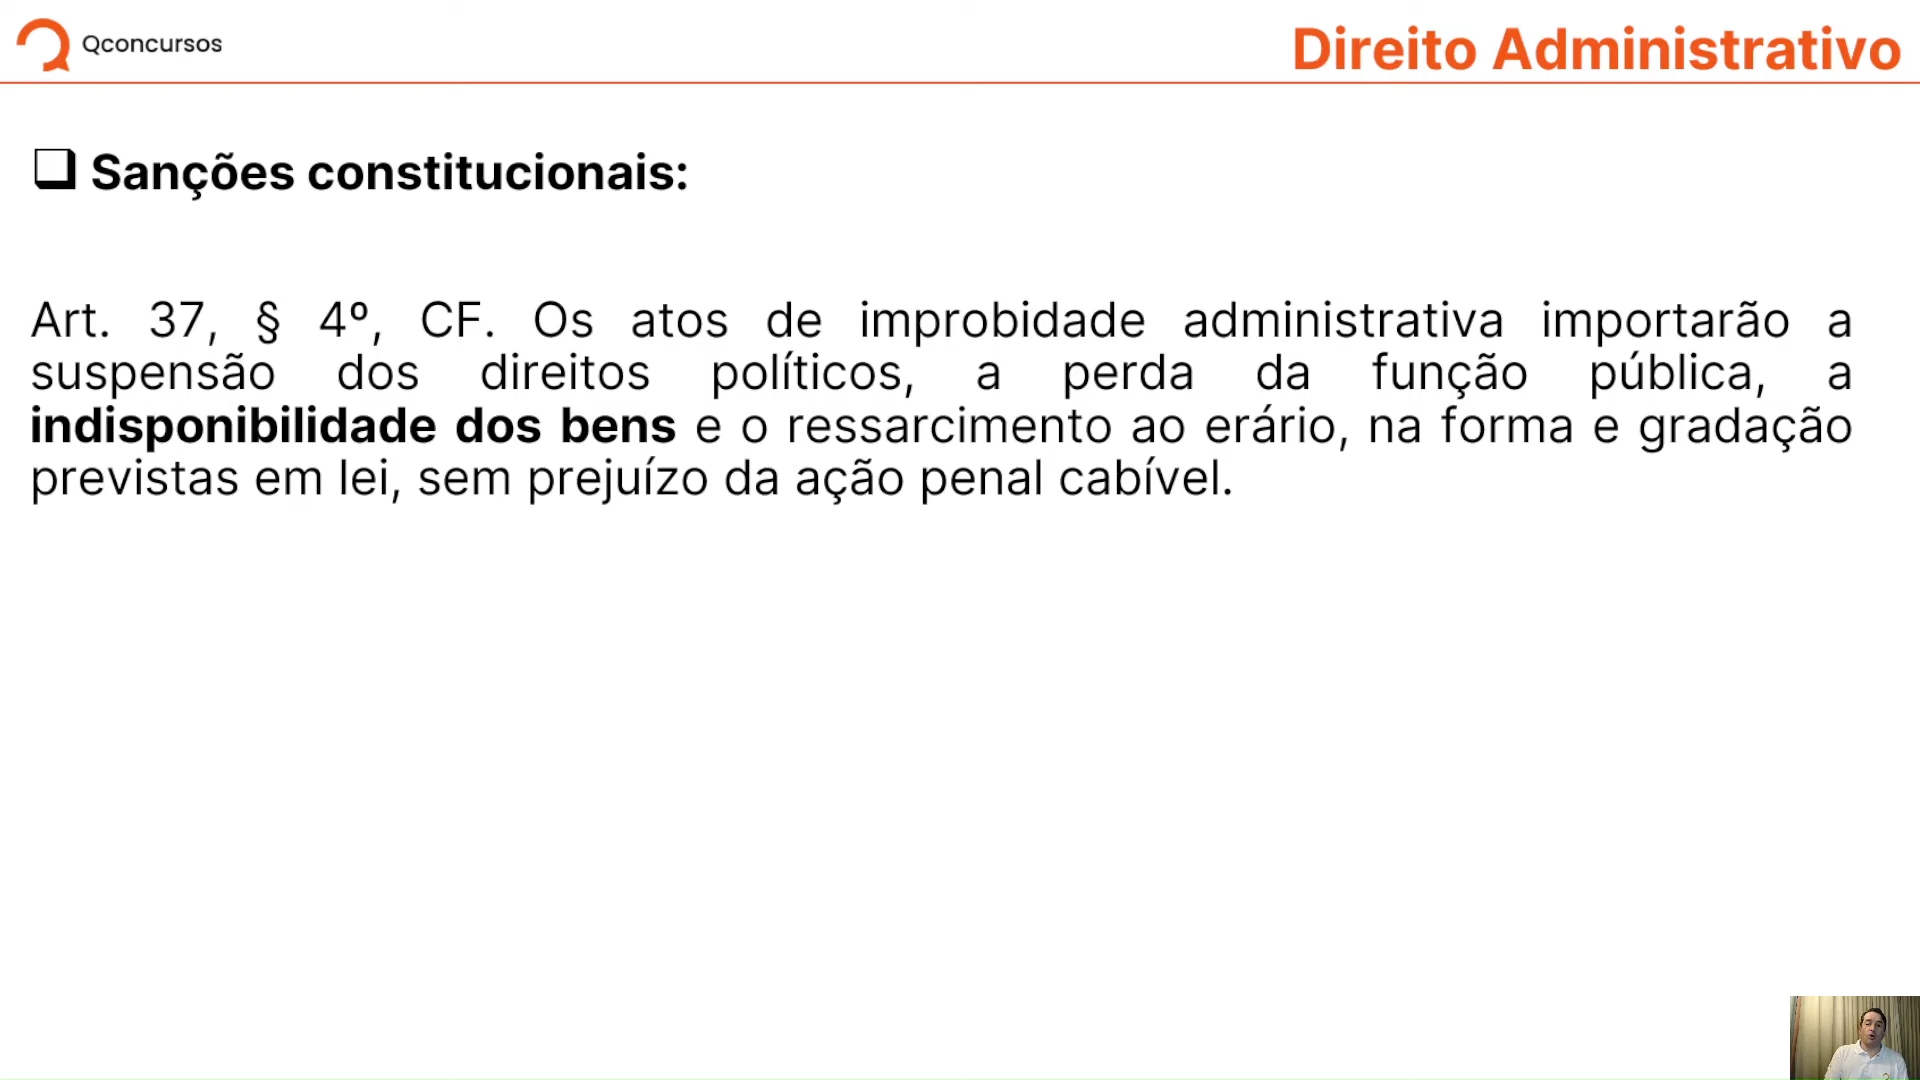 Qconcursos
Direito Administrativo
Sanções constitucionais:
Art. 37, § 4º, CF. Os atos de improbidade administrativa importarão a
suspensão dos direitos políticos, a perda da função pública, a
indisponibilidade dos bens e o ressarcimento ao erário, na forma e gradação
previstas em lei, sem prejuízo da ação penal cabível.